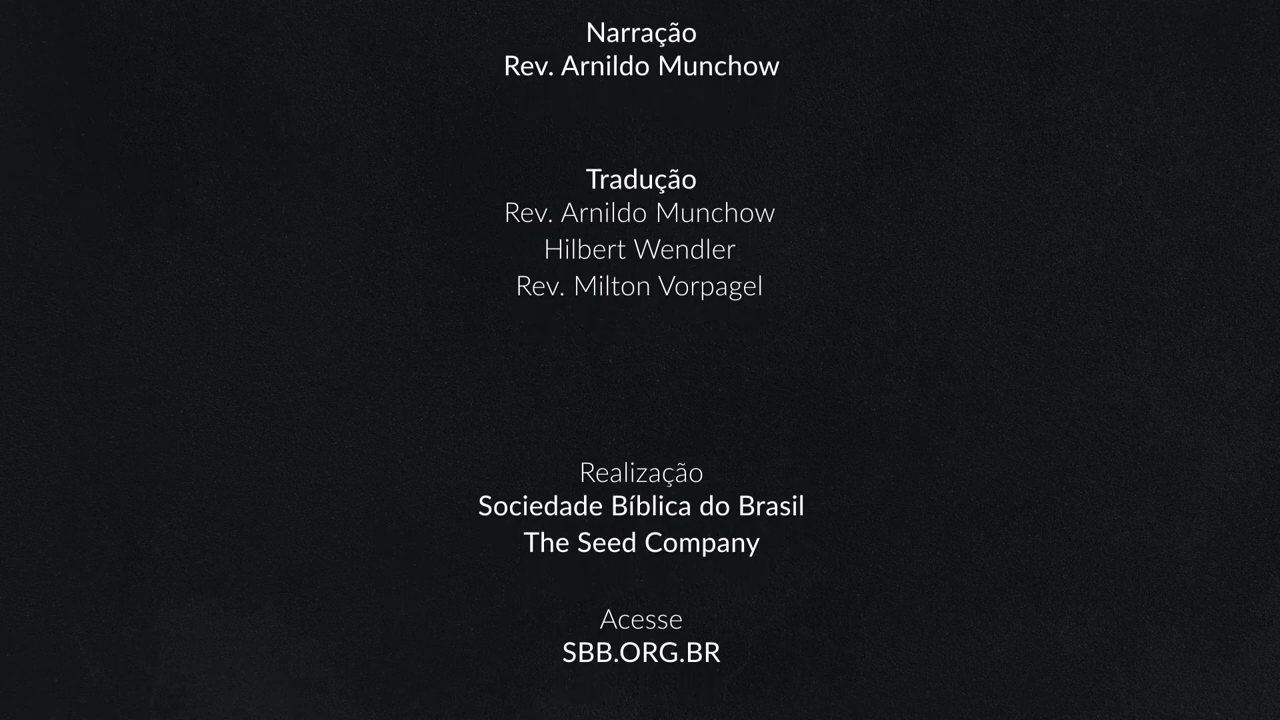 Narração
Rev. Arnildo Munchow
Tradução
Rev. Arnildo Munchow
Hilbert Wendler
Rev. Milton Vorpagel
Realização
Sociedade Bíblica do Brasil
The Seed Company
Acesse
SBB.ORG.BR